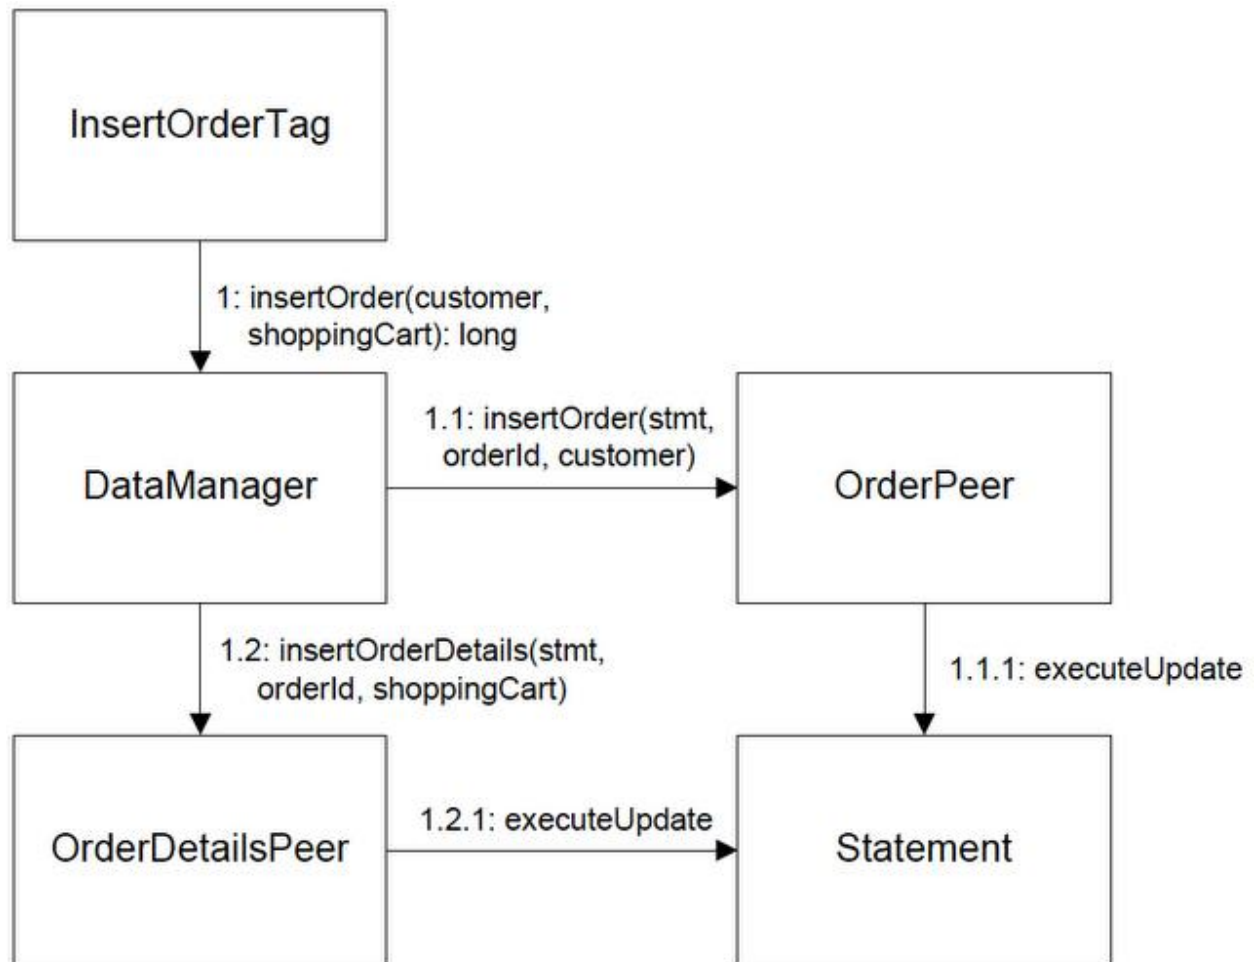 InsertOrderTag
1: insertOrder(customer,
shoppingCart): long
DataManager
1.1: insertOrder(stmt,
orderId, customer)
OrderPeer
1.2: insertOrderDetails(stmt,
orderId, shoppingCart)
1.1.1: executeUpdate
OrderDetailsPeer
1.2.1: executeUpdate
Statement